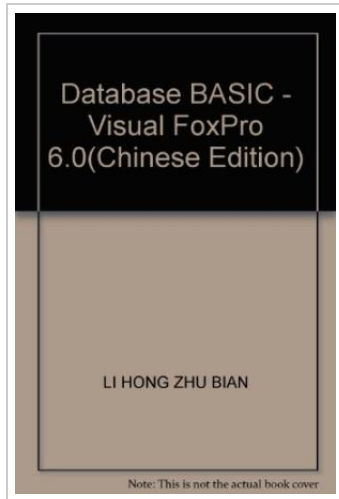 Database BASIC -
Visual FoxPro
6.0(Chinese Edition)
LI HONG ZHU BIAN
Note: This is not the actual book cover